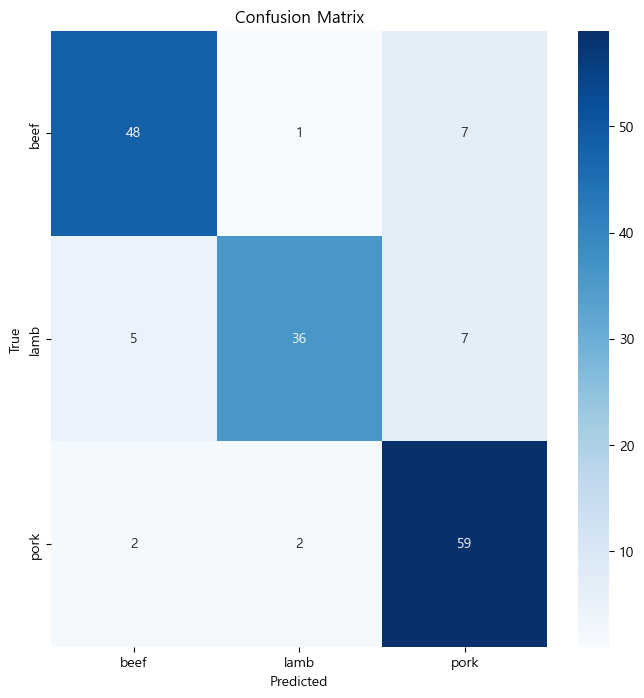 Confusion Matrix
beef
48
1
7
50
40
True
lamb
5
36
7
30
20
pork
2
2
59
10
beef
lamb
pork
Predicted